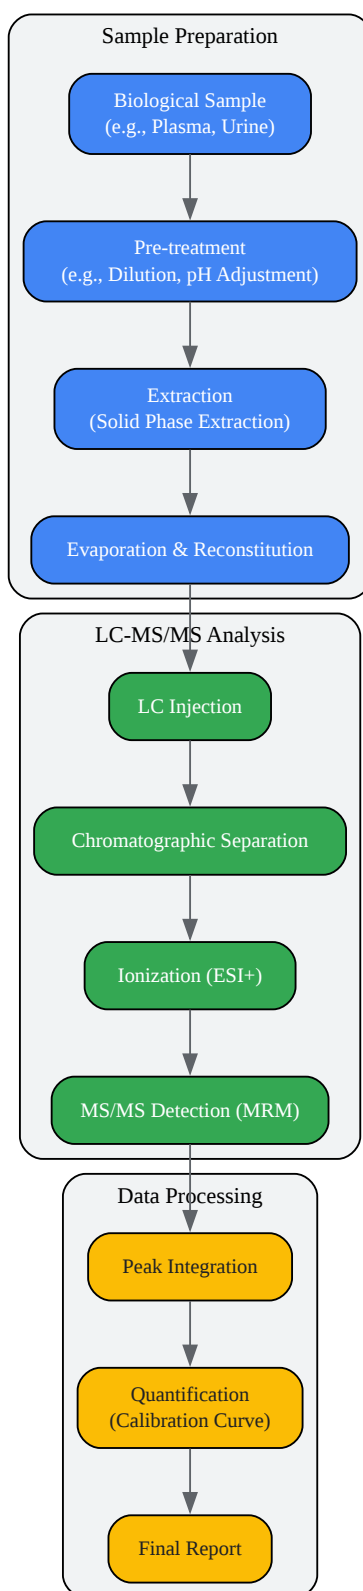 Sample Preparation
Biological Sample
(e.g., Plasma, Urine)
Pre-treatment
(e.g., Dilution, pH Adjustment)
Extraction
(Solid Phase Extraction)
Evaporation & Reconstitution
LC-MS/MS Analysis
LC Injection
Chromatographic Separation
Ionization (ESI+)
MS/MS Detection (MRM)
Data Processing
Peak Integration
Quantification
(Calibration Curve)
Final Report